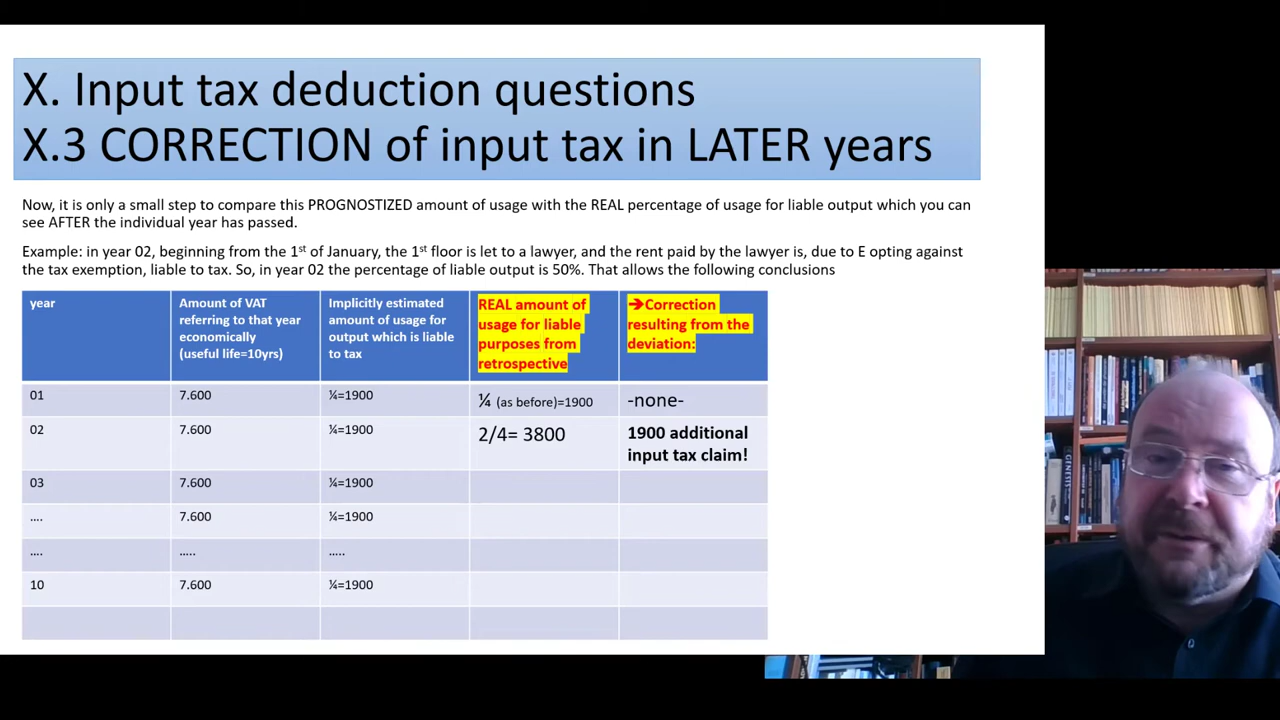 X. Input tax deduction questions
X.3 CORRECTION of input tax in LATER years
Now, it is only a small step to compare this PROGNOSTIZED amount of usage with the REAL percentage of usage for liable output which you can
see AFTER the individual year has passed.
Example: in year 02, beginning from the 1st of January, the 1st floor is let to a lawyer, and the rent paid by the lawyer is, due to E opting against
the tax exemption, liable to tax. So, in year 02 the percentage of liable output is 50%. That allows the following conclusions
year
Amount of VAT
referring to that year
economically
(useful life=10yrs)
Implicitly estimated
amount of usage for
output which is liable
to tax
REAL amount of
usage for liable
purposes from
retrospective
➔Correction
resulting from the
deviation:
01
7.600
¼=1900
¼ (as before)=1900
-none-
02
7.600
¼=1900
2/4= 3800
1900 additional
input tax claim!
03
7.600
¼=1900
....
7.600
¼=1900
....
.....
.....
10
7.600
¼=1900
GENESIS